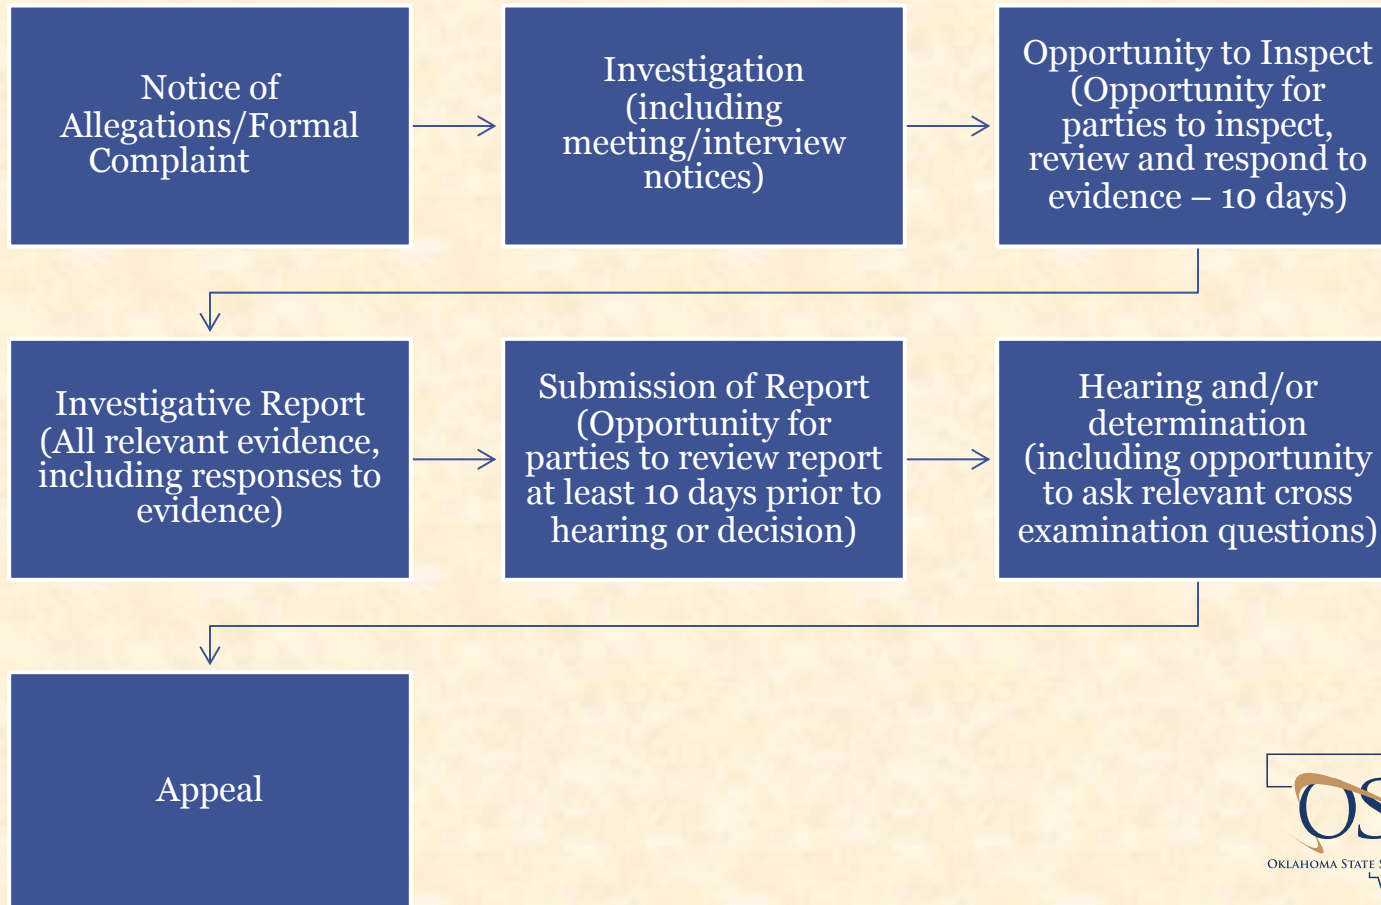 Notice of
Allegations/Formal
Complaint
Investigation
(including
meeting/interview
notices)
Opportunity to Inspect
(Opportunity for
parties to inspect,
review and respond to
evidence – 10 days)
Investigative Report
(All relevant evidence,
including responses to
evidence)
Submission of Report
(Opportunity for
parties to review report
at least 10 days prior to
hearing or decision)
Hearing and/or
determination
(including opportunity
to ask relevant cross
examination questions)
Appeal
OKLAHOMA STATE